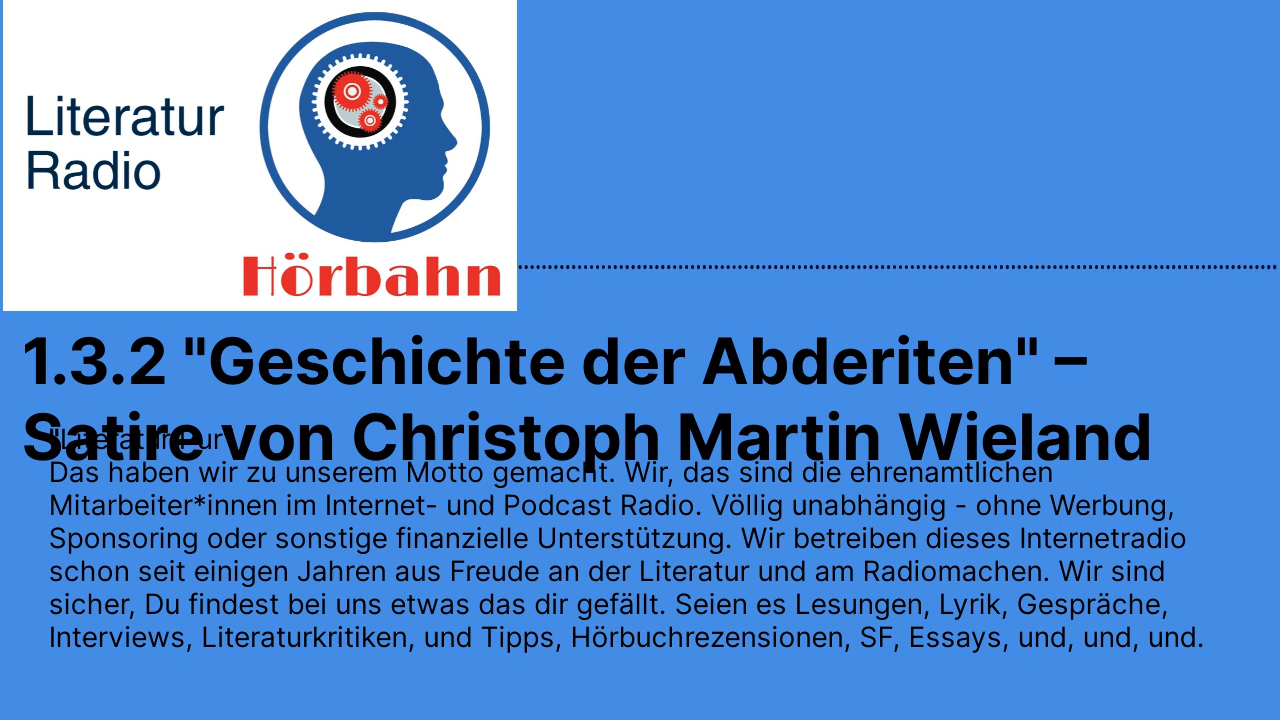 Literatur
Radio
Hörbahn
1.3.2 "Geschichte der Abderiten" –
Satire von Christoph Martin Wieland
"Literatur Pur
Das haben wir zu unserem Motto gemacht. Wir, das sind die ehrenamtlichen
Mitarbeiter*innen im Internet- und Podcast Radio. Völlig unabhängig - ohne Werbung,
Sponsoring oder sonstige finanzielle Unterstützung. Wir betreiben dieses Internetradio
schon seit einigen Jahren aus Freude an der Literatur und am Radiomachen. Wir sind
sicher, Du findest bei uns etwas das dir gefällt. Seien es Lesungen, Lyrik, Gespräche,
Interviews, Literaturkritiken, und Tipps, Hörbuchrezensionen, SF, Essays, und, und, und.